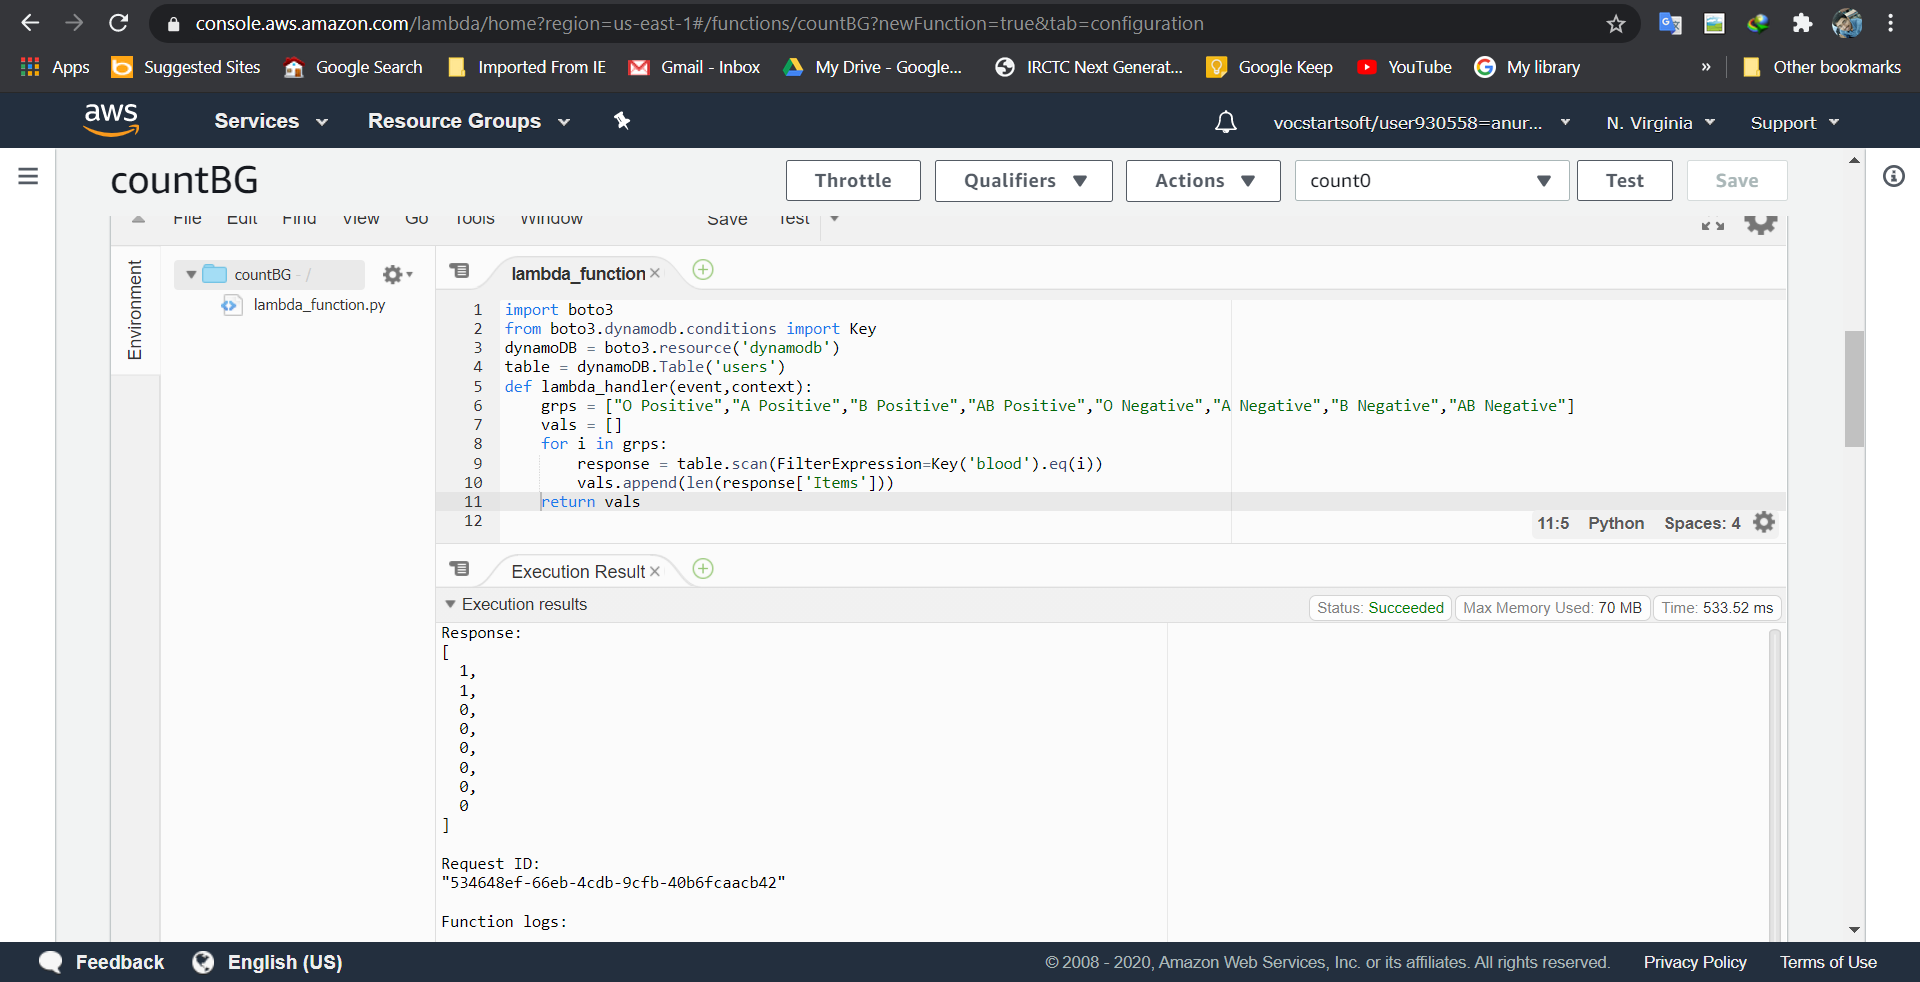 console.aws.amazon.com/lambda/home?region=us-east-1#/functions/countBG?newFunction=true&tab=configuration
Apps Suggested Sites Google Search Imported From IE Gmail - Inbox My Drive - Google... IRCTC Next Generat... Google Keep YouTube My library » Other bookmarks
aws Services Resource Groups vocstartsoft/user930558=anur... N. Virginia Support
countBG Throttle Qualifiers Actions count0 Test Save
File Edit Find View Go Tools Window Save Test
Environment
countBG - /
lambda_function.py
lambda_function ×
1 import boto3
2 from boto3.dynamodb.conditions import Key
3 dynamoDB = boto3.resource('dynamodb')
4 table = dynamoDB.Table('users')
5 def lambda_handler(event,context):
6 grps = ["O Positive","A Positive","B Positive","AB Positive","O Negative","A Negative","B Negative","AB Negative"]
7 vals = []
8 for i in grps:
9 response = table.scan(FilterExpression=Key('blood').eq(i))
10 vals.append(len(response['Items']))
11 return vals
12
11:5 Python Spaces: 4
Execution Result ×
Execution results Status: Succeeded Max Memory Used: 70 MB Time: 533.52 ms
Response:
[
1,
1,
0,
0,
0,
0,
0,
0
]
Request ID:
"534648ef-66eb-4cdb-9cfb-40b6fcaacb42"
Function logs:
Feedback English (US) © 2008 - 2020, Amazon Web Services, Inc. or its affiliates. All rights reserved. Privacy Policy Terms of Use